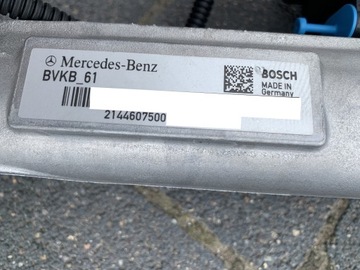 Mercedes-Benz
BVKB_61
BOSCH
MADE IN
Germany
2144607500